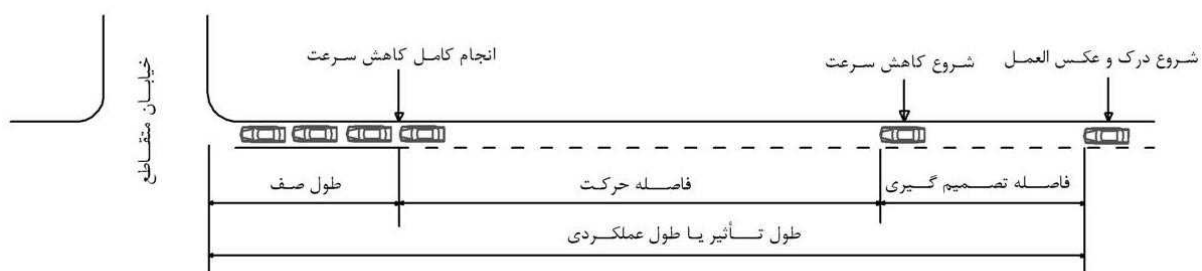 شروع درک و عکس العمل
شروع کاهش سرعت
انجام کامل کاهش سرعت
خیابان متقاطع
فاصله تصمیم گیری
فاصله حرکت
طول صف
طول تأثیر یا طول عملکردی